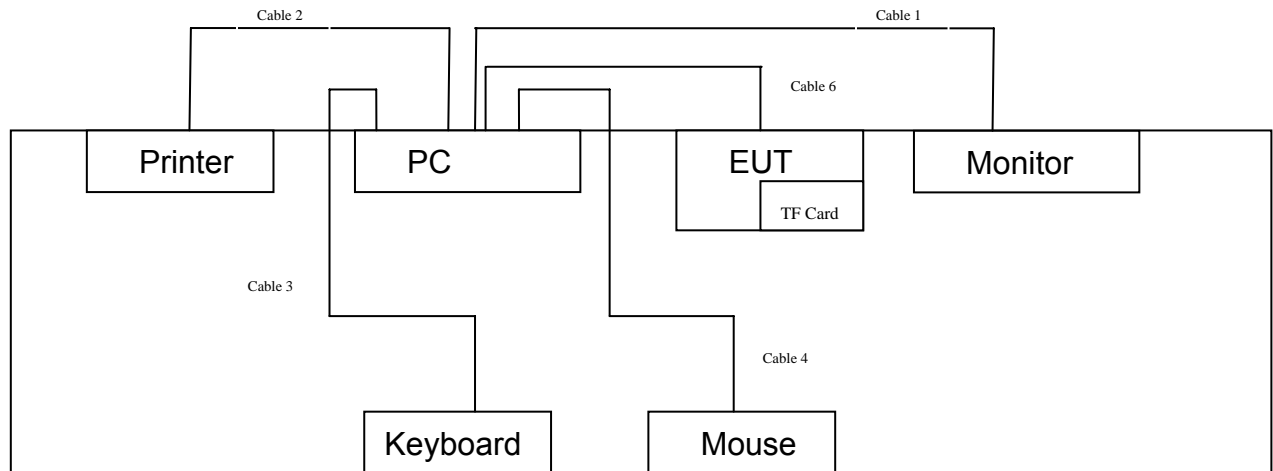 Cable 2
Cable 1
Cable 6
Printer
PC
EUT
Monitor
TF Card
Cable 3
Cable 4
Keyboard
Mouse